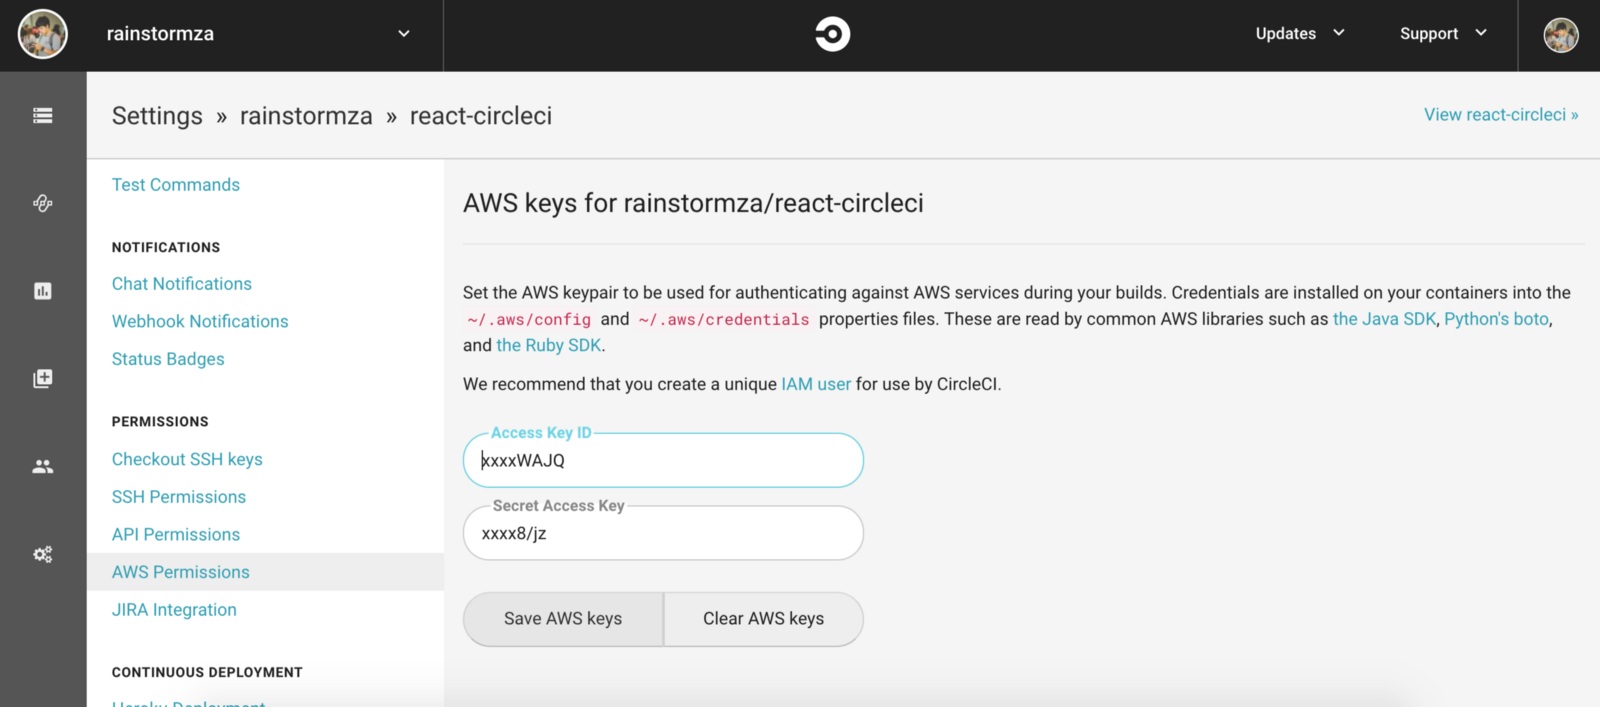 rainstormza
Updates
Support
Settings » rainstormza » react-circleci
View react-circleci »
Test Commands
NOTIFICATIONS
Chat Notifications
Webhook Notifications
Status Badges
PERMISSIONS
Checkout SSH keys
SSH Permissions
API Permissions
AWS Permissions
JIRA Integration
CONTINUOUS DEPLOYMENT
Heroku Deployment
AWS keys for rainstormza/react-circleci
Set the AWS keypair to be used for authenticating against AWS services during your builds. Credentials are installed on your containers into the
~/.aws/config and ~/.aws/credentials properties files. These are read by common AWS libraries such as the Java SDK, Python's boto,
and the Ruby SDK.
We recommend that you create a unique IAM user for use by CircleCI.
Access Key ID
xxxxWAJQ
Secret Access Key
xxxx8/jz
Save AWS keys
Clear AWS keys